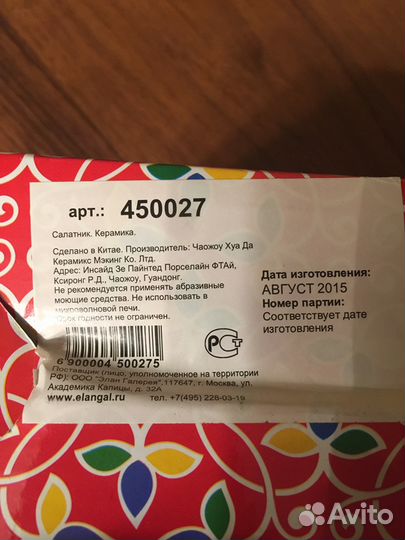 арт.: 450027
Салатник. Керамика.
Сделано в Китае. Производитель: Чаожоу Хуа Да
Керамикс Мэкинг Ко. Лтд.
Адрес: Инсайд Зе Пайнтед Порселайн ФТАй,
Ксиронг Р.Д., Чаожоу, Гуандонг.
Не рекомендуется применять абразивные
моющие средства. Не использовать в
микроволновой печи.
Срок годности не ограничен.
Дата изготовления:
АВГУСТ 2015
Номер партии:
Соответствует дате
изготовления
РСТ
6 900004 500275
Поставщик (лицо, уполномоченное на территории
РФ): ООО "Элан Галерея",117647, г. Москва, ул.
Академика Капицы, д. 32А
www.elangal.ru тел. +7(495) 228-03-19
Avito